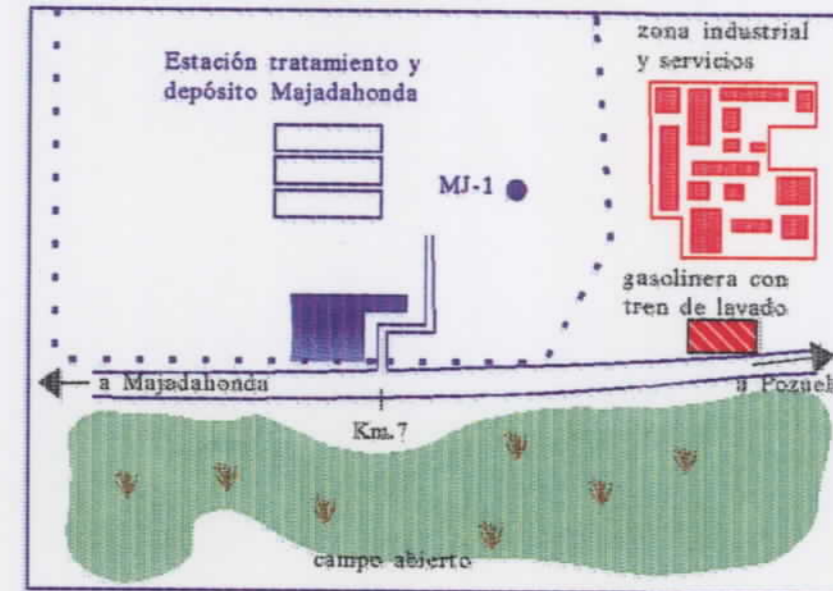 zona industrial
y servicios
Estación tratamiento y
depósito Majadahonda
MJ-1
gasolinera con
tren de lavado
a Majadahonda
a Pozuel
Km.7
campo abierto